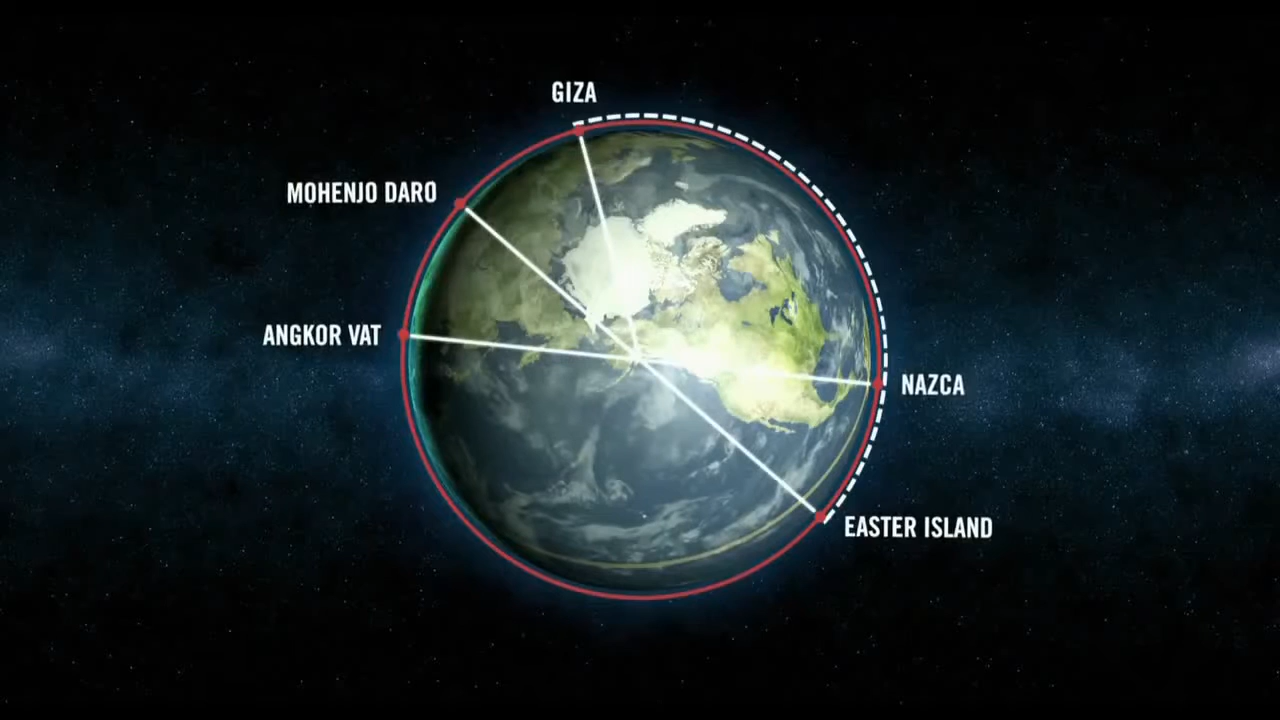 GIZA
MOHENJO DARO
ANGKOR VAT
NAZCA
EASTER ISLAND